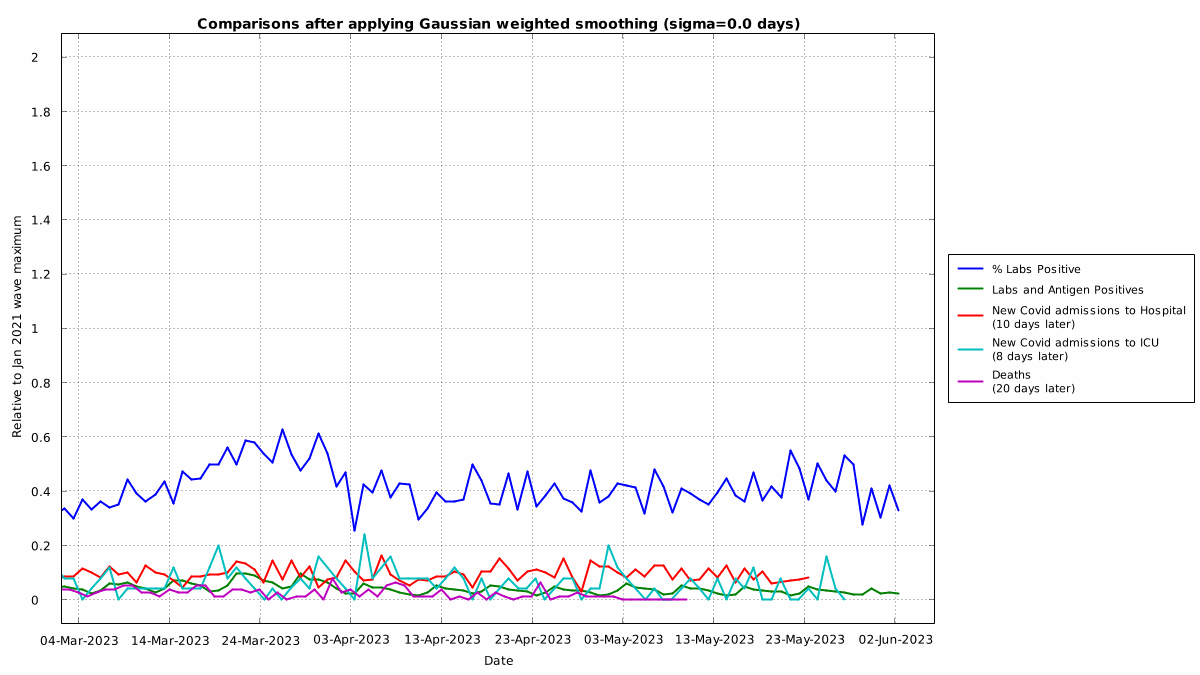 Comparisons after applying Gaussian weighted smoothing (sigma=0.0 days)
Relative to Jan 2021 wave maximum
2
1.8
1.6
1.4
1.2
1
0.8
0.6
0.4
0.2
0
04-Mar-2023 14-Mar-2023 24-Mar-2023 03-Apr-2023 13-Apr-2023 23-Apr-2023 03-May-2023 13-May-2023 23-May-2023 02-Jun-2023
Date
% Labs Positive
Labs and Antigen Positives
New Covid admissions to Hospital
(10 days later)
New Covid admissions to ICU
(8 days later)
Deaths
(20 days later)